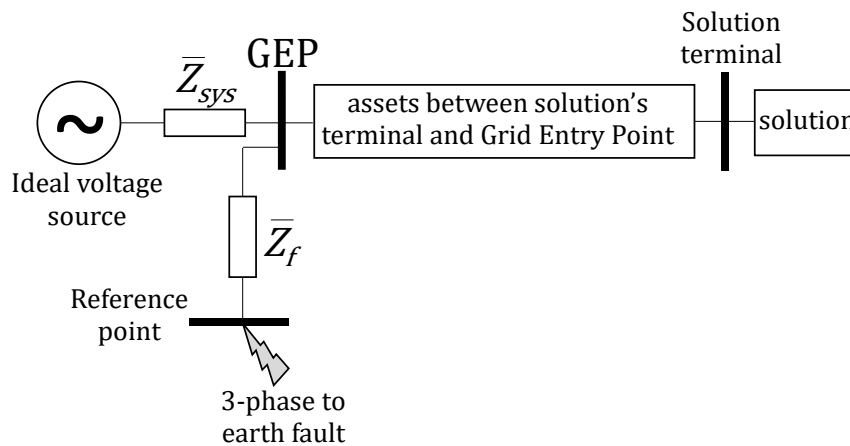 Solution
terminal
GEP
Z̅sys
assets between solution's
terminal and Grid Entry Point
solution
Ideal voltage
source
Z̅f
Reference
point
3-phase to
earth fault